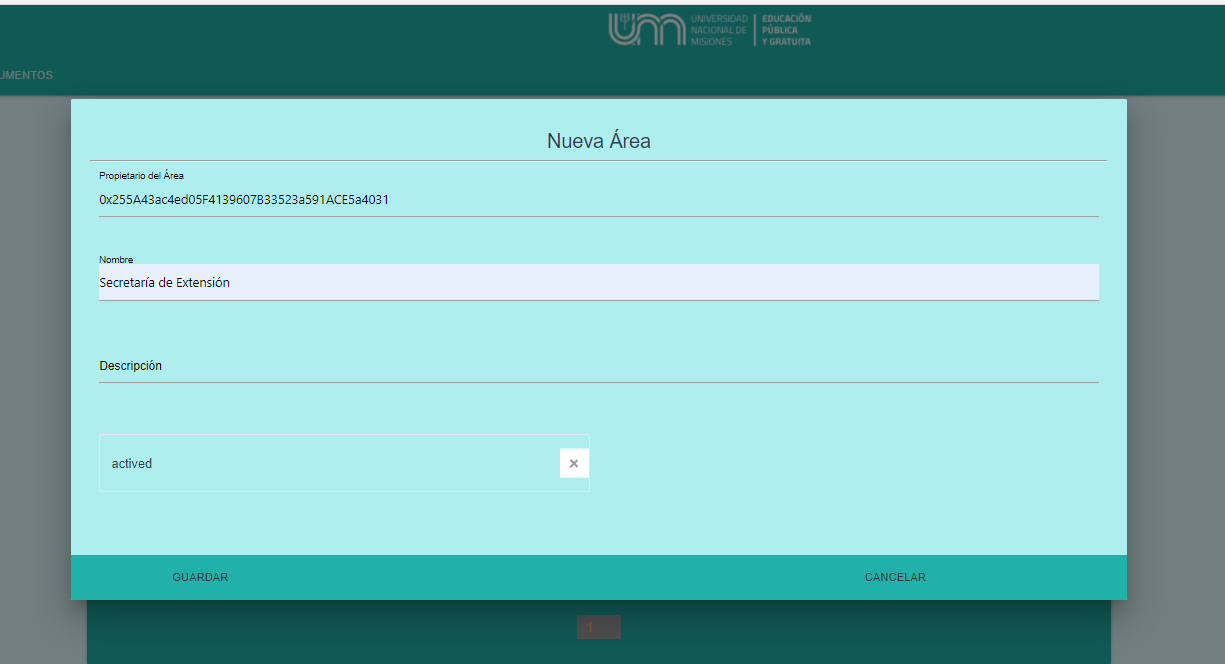 UNIVERSIDAD
NACIONAL DE
MISIONES
EDUCACIÓN
PÚBLICA
Y GRATUITA
UMENTOS
Nueva Área
Propietario del Área
0x255A43ac4ed05F4139607B33523a591ACE5a4031
Nombre
Secretaría de Extensión
Descripción
actived
×
GUARDAR
CANCELAR
1